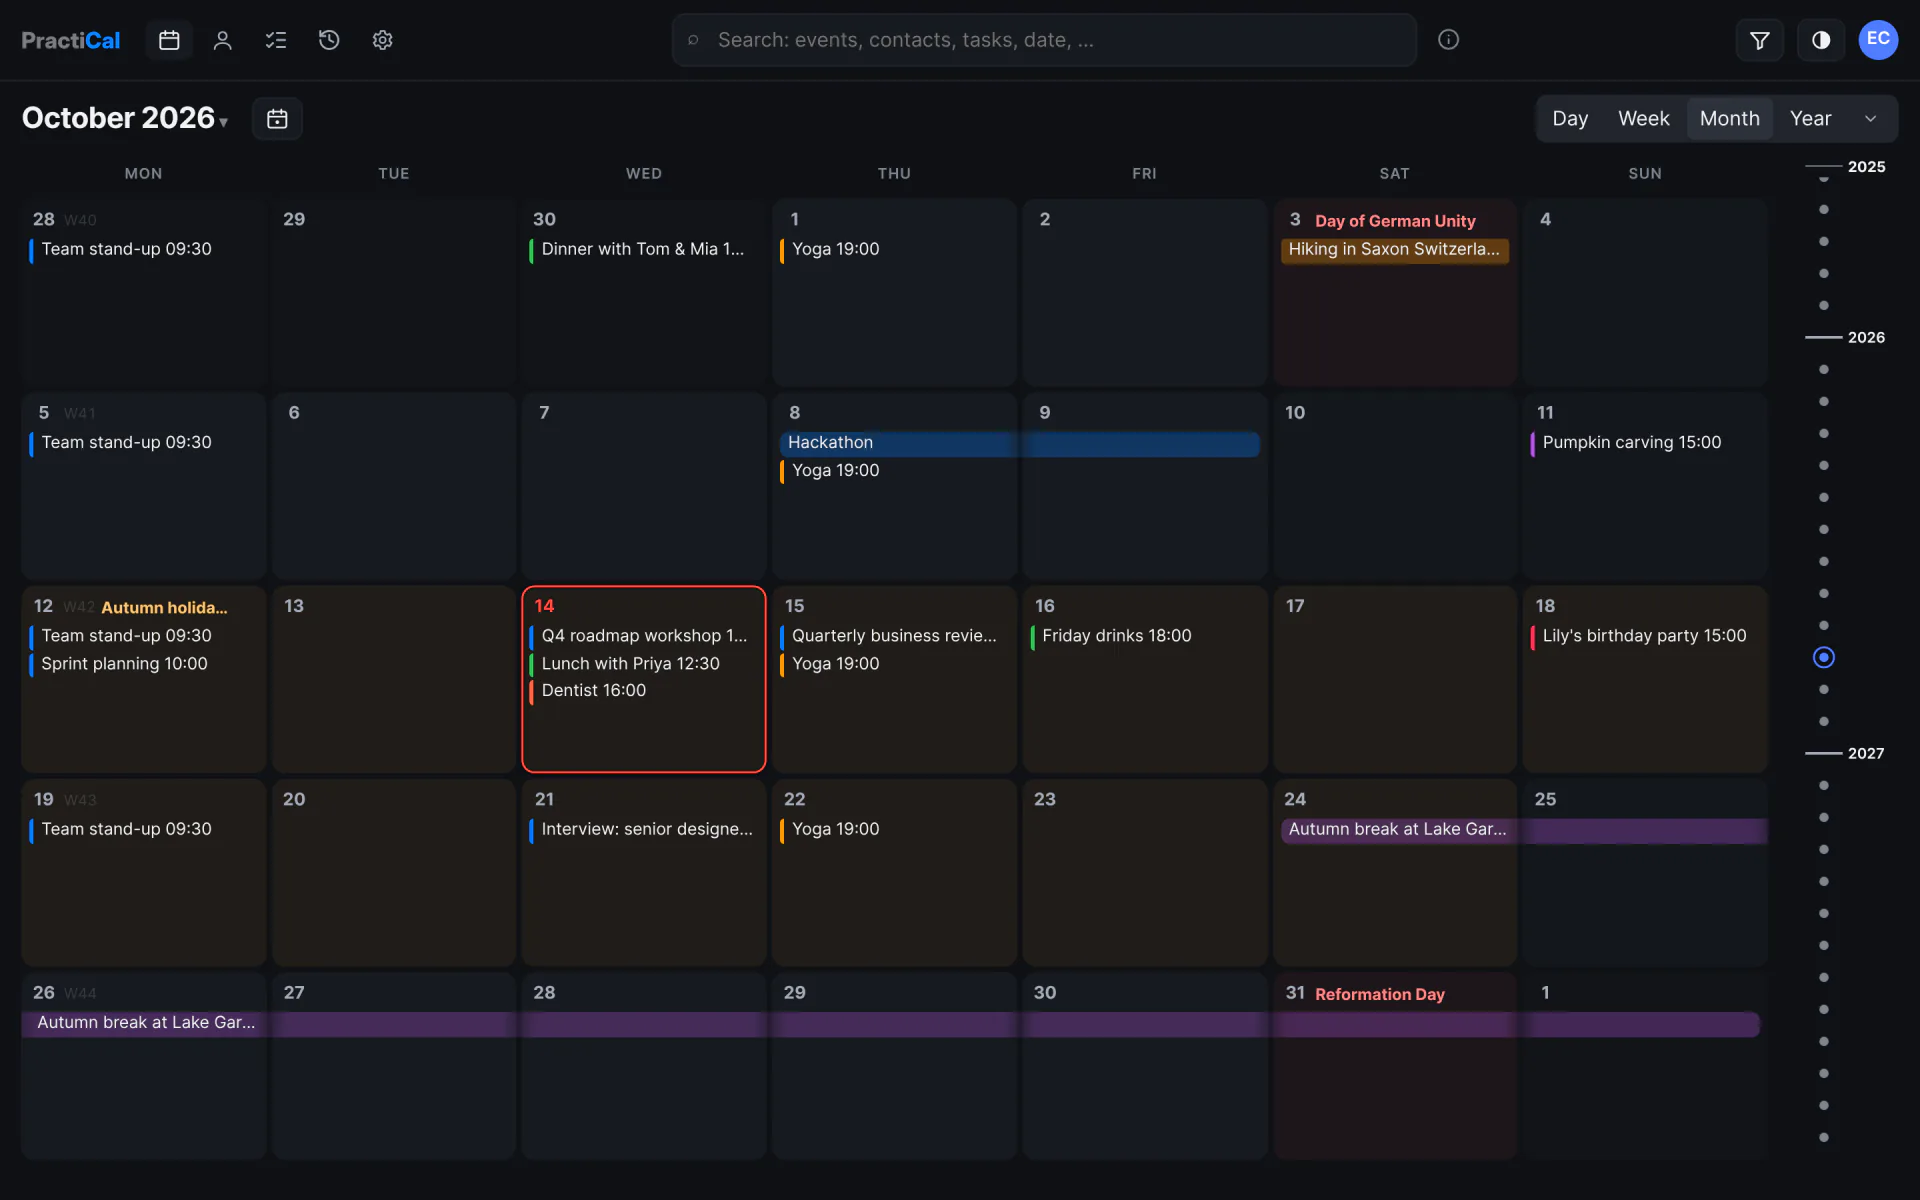 PractiCal
Search: events, contacts, tasks, date, ...
EC
October 2026
Day Week Month Year
MON TUE WED THU FRI SAT SUN
2025
28 W40
Team stand-up 09:30
29
30
Dinner with Tom & Mia 1...
1
Yoga 19:00
2
3 Day of German Unity
Hiking in Saxon Switzerla...
4
2026
5 W41
Team stand-up 09:30
6
7
8
Hackathon
Yoga 19:00
9
10
11
Pumpkin carving 15:00
12 W42 Autumn holida...
Team stand-up 09:30
Sprint planning 10:00
13
14
Q4 roadmap workshop 1...
Lunch with Priya 12:30
Dentist 16:00
15
Quarterly business revie...
Yoga 19:00
16
Friday drinks 18:00
17
18
Lily's birthday party 15:00
2027
19 W43
Team stand-up 09:30
20
21
Interview: senior designe...
22
Yoga 19:00
23
24
Autumn break at Lake Gar...
25
26 W44
Autumn break at Lake Gar...
27
28
29
30
31 Reformation Day
1